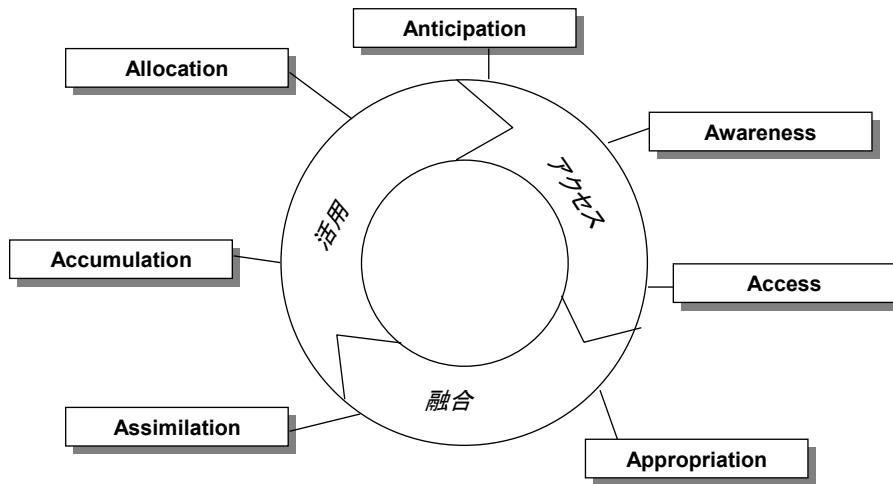 Anticipation
Allocation
Awareness
アクセス
活用
Accumulation
Access
融合
Assimilation
Appropriation